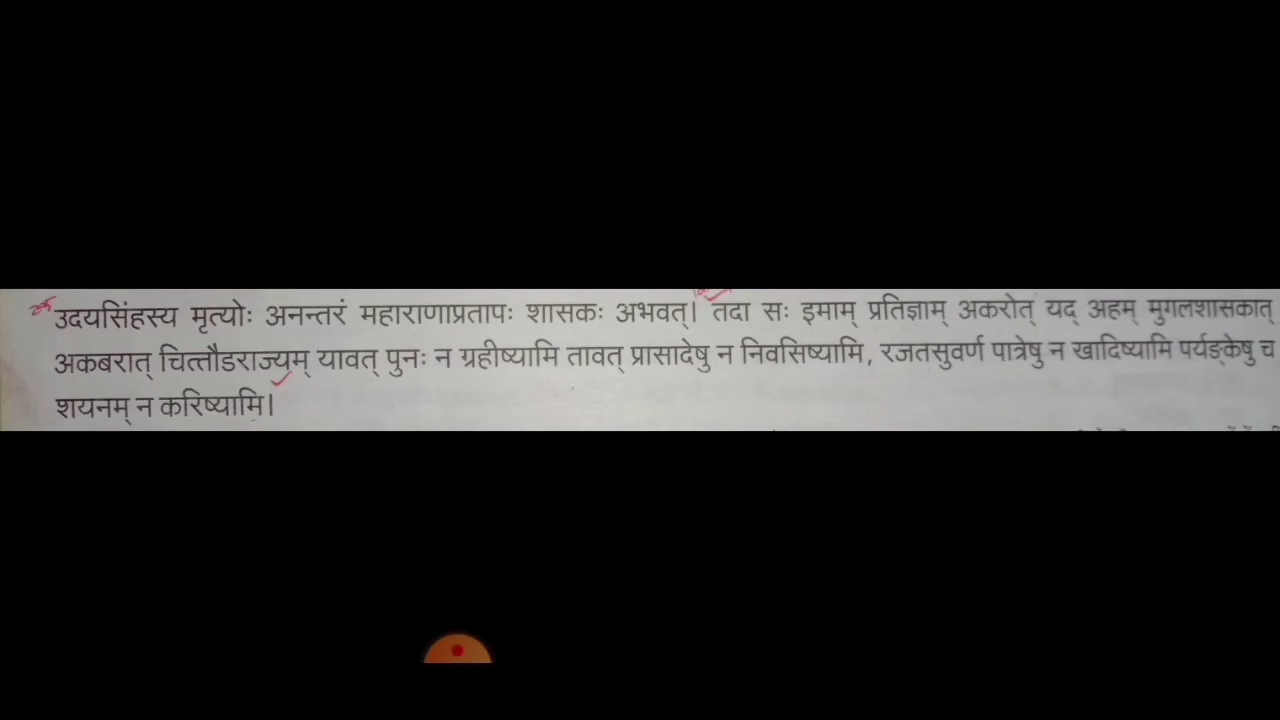 उदयसिंहस्य मृत्योः अनन्तरं महाराणाप्रतापः शासकः अभवत्। तदा सः इमाम् प्रतिज्ञाम् अकरोत् यद् अहम् मुगलशासकात्
अकबरात् चित्तौडराज्यम् यावत् पुनः न ग्रहीष्यामि तावत् प्रासादेषु न निवसिष्यामि, रजतसुवर्ण पात्रेषु न खादिष्यामि पर्यङ्केषु च
शयनम् न करिष्यामि।